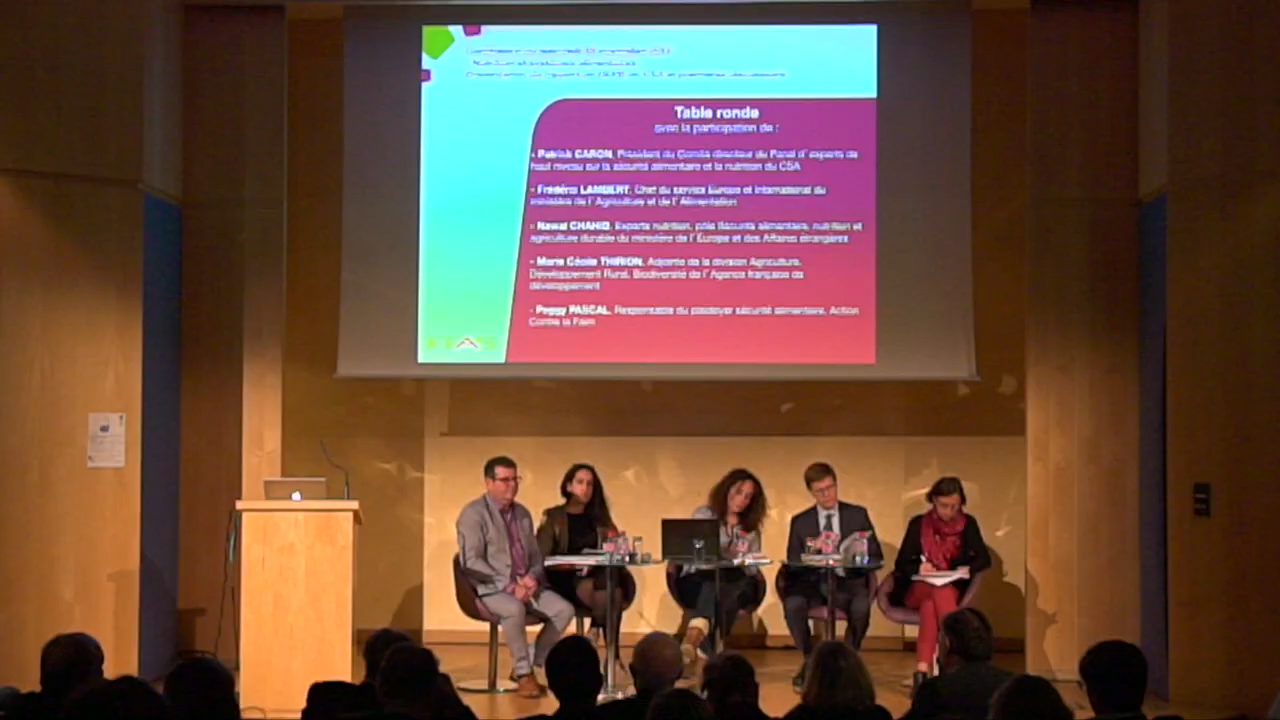 Table ronde
avec la participation de :
- Patrick CARON, Président du Comité directeur du Panel d'experts de
haut niveau sur la sécurité alimentaire et la nutrition du CSA
- Frédéric LAMBERT, Chef du service Europe et International du
ministère de l'Agriculture et de l'Alimentation
- Nawal CHAHID, Experte nutrition, pôle Sécurité alimentaire, nutrition et
agriculture durable du ministère de l'Europe et des Affaires étrangères
- Marie Cécile THIRION, Adjointe de la division Agriculture,
Développement Rural, Biodiversité de l'Agence française de
développement
- Peggy PASCAL, Responsable du plaidoyer sécurité alimentaire, Action
Contre la Faim